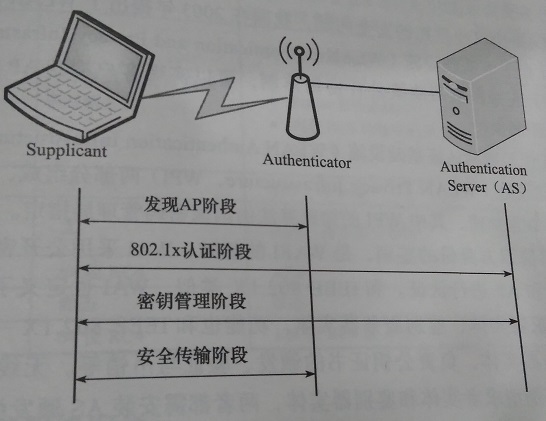 Supplicant
Authenticator
Authentication
Server（AS）
发现AP阶段
802.1x认证阶段
密钥管理阶段
安全传输阶段